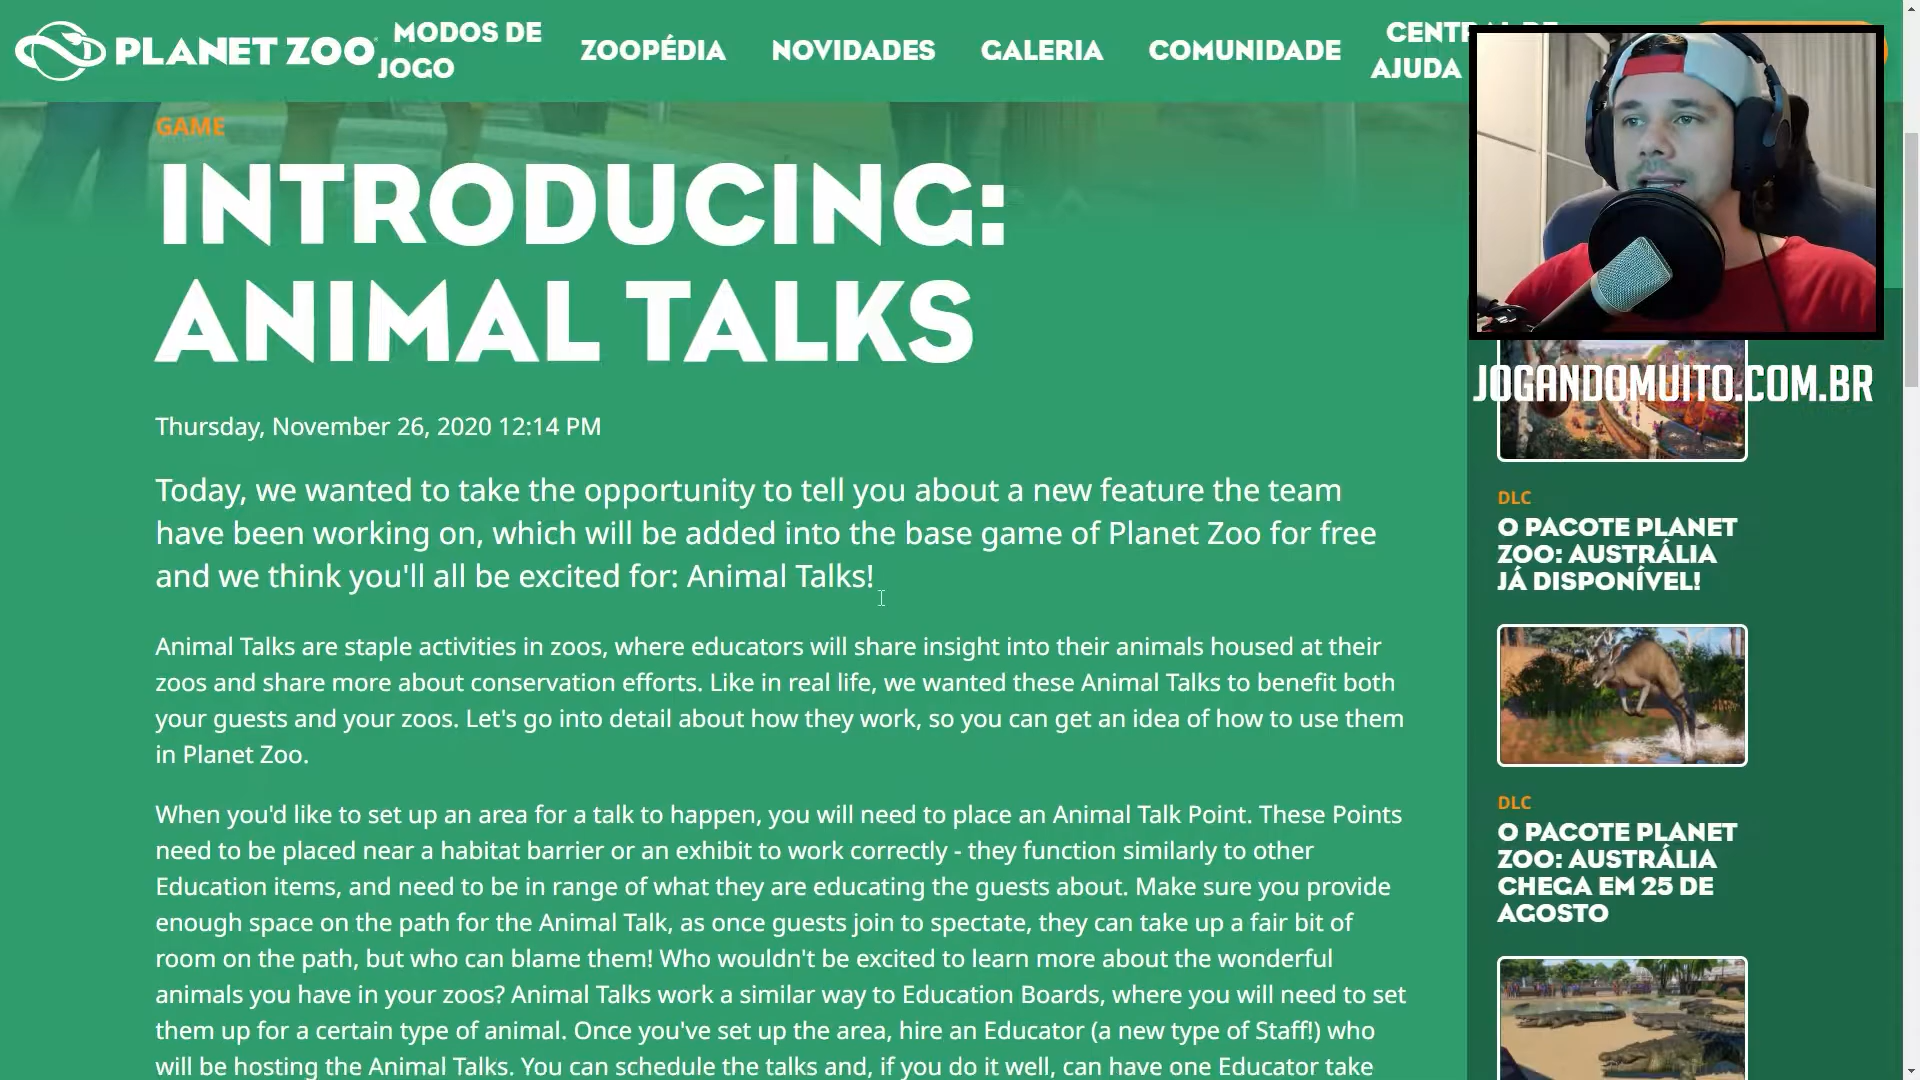 PLANET ZOO
MODOS DE
JOGO
ZOOPÉDIA
NOVIDADES
GALERIA
COMUNIDADE
CENTRAL DE
AJUDA
GAME
INTRODUCING:
ANIMAL TALKS
Thursday, November 26, 2020 12:14 PM
Today, we wanted to take the opportunity to tell you about a new feature the team
have been working on, which will be added into the base game of Planet Zoo for free
and we think you'll all be excited for: Animal Talks!
Animal Talks are staple activities in zoos, where educators will share insight into their animals housed at their
zoos and share more about conservation efforts. Like in real life, we wanted these Animal Talks to benefit both
your guests and your zoos. Let's go into detail about how they work, so you can get an idea of how to use them
in Planet Zoo.
When you'd like to set up an area for a talk to happen, you will need to place an Animal Talk Point. These Points
need to be placed near a habitat barrier or an exhibit to work correctly - they function similarly to other
Education items, and need to be in range of what they are educating the guests about. Make sure you provide
enough space on the path for the Animal Talk, as once guests join to spectate, they can take up a fair bit of
room on the path, but who can blame them! Who wouldn't be excited to learn more about the wonderful
animals you have in your zoos? Animal Talks work a similar way to Education Boards, where you will need to set
them up for a certain type of animal. Once you've set up the area, hire an Educator (a new type of Staff!) who
will be hosting the Animal Talks. You can schedule the talks and, if you do it well, can have one Educator take
JOGANDOMUITO.COM.BR
DLC
O PACOTE PLANET
ZOO: AUSTRÁLIA
JÁ DISPONÍVEL!
DLC
O PACOTE PLANET
ZOO: AUSTRÁLIA
CHEGA EM 25 DE
AGOSTO